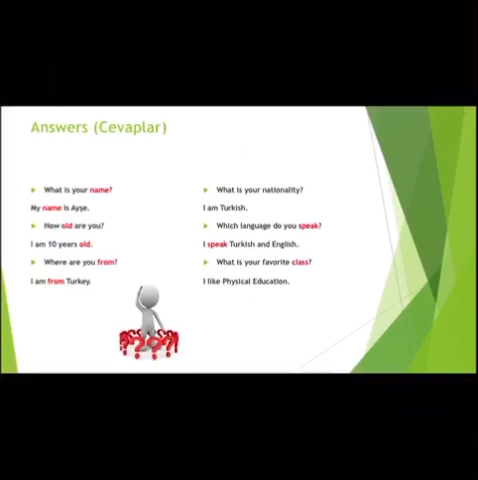 Answers (Cevaplar)
What is your name?
My name is Ayşe.
How old are you?
I am 10 years old.
Where are you from?
I am from Turkey.
What is your nationality?
I am Turkish.
Which language do you speak?
I speak Turkish and English.
What is your favorite class?
I like Physical Education.